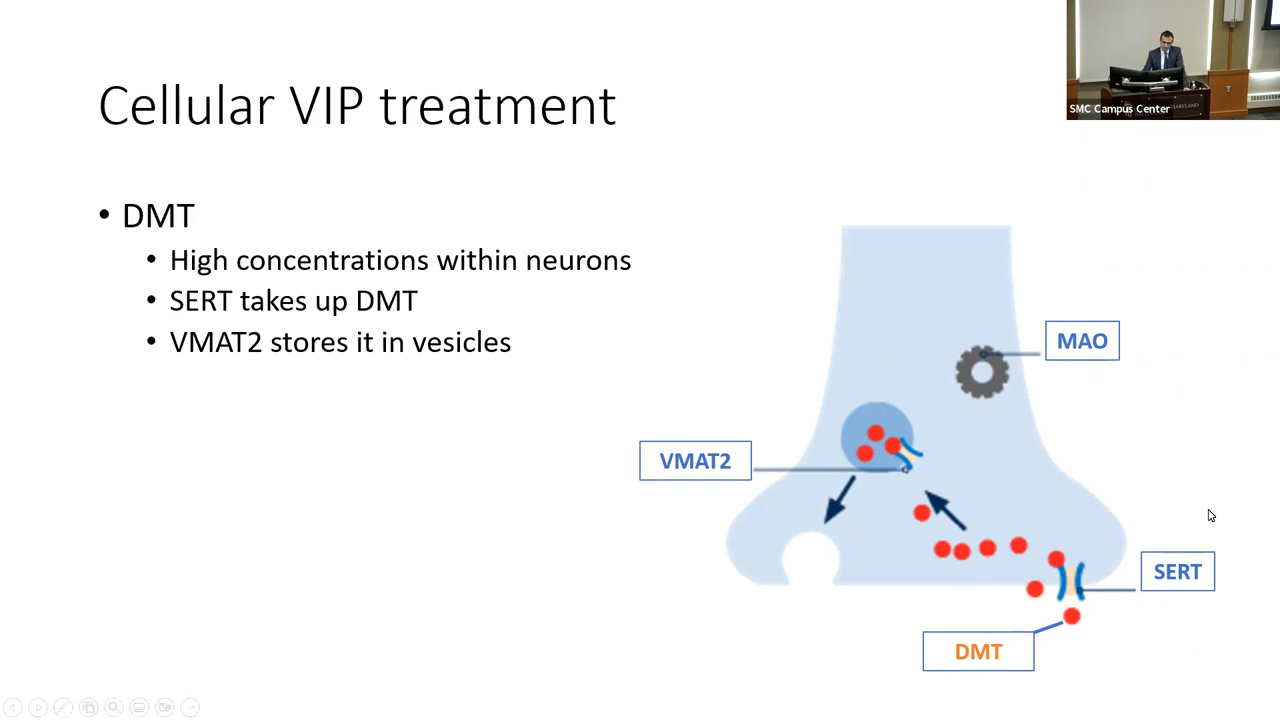 Cellular VIP treatment
SMC Campus Center
MARYLAND
• DMT
• High concentrations within neurons
• SERT takes up DMT
• VMAT2 stores it in vesicles
MAO
VMAT2
SERT
DMT